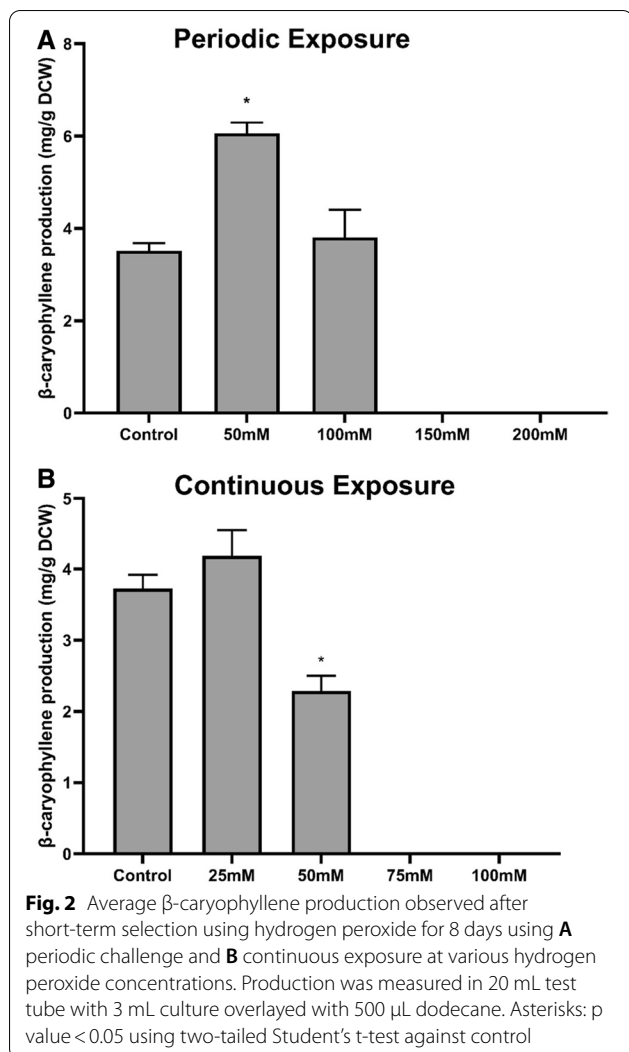 A
Periodic Exposure
β-caryophyllene production (mg/g DCW)
8
6
4
2
0
*
Control 50mM 100mM 150mM 200mM
B
Continuous Exposure
β-caryophyllene production (mg/g DCW)
5
4
3
2
1
0
*
Control 25mM 50mM 75mM 100mM
Fig. 2 Average β-caryophyllene production observed after
short-term selection using hydrogen peroxide for 8 days using A
periodic challenge and B continuous exposure at various hydrogen
peroxide concentrations. Production was measured in 20 mL test
tube with 3 mL culture overlayed with 500 μL dodecane. Asterisks: p
value < 0.05 using two-tailed Student’s t-test against control